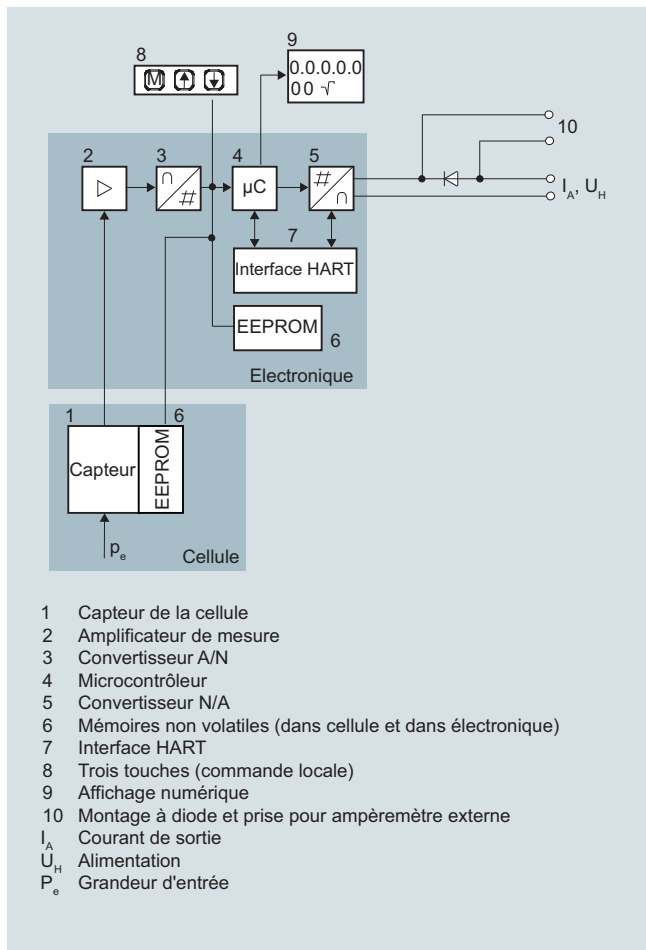 8
9
M
0.0.0.0.0
00 √
10
2
3
4
5
∩
#
µC
#
∩
I_A, U_H
7
Interface HART
EEPROM
6
Electronique
1
6
Capteur
EEPROM
p_e
Cellule
1 Capteur de la cellule
2 Amplificateur de mesure
3 Convertisseur A/N
4 Microcontrôleur
5 Convertisseur N/A
6 Mémoires non volatiles (dans cellule et dans électronique)
7 Interface HART
8 Trois touches (commande locale)
9 Affichage numérique
10 Montage à diode et prise pour ampèremètre externe
I_A Courant de sortie
U_H Alimentation
P_e Grandeur d'entrée